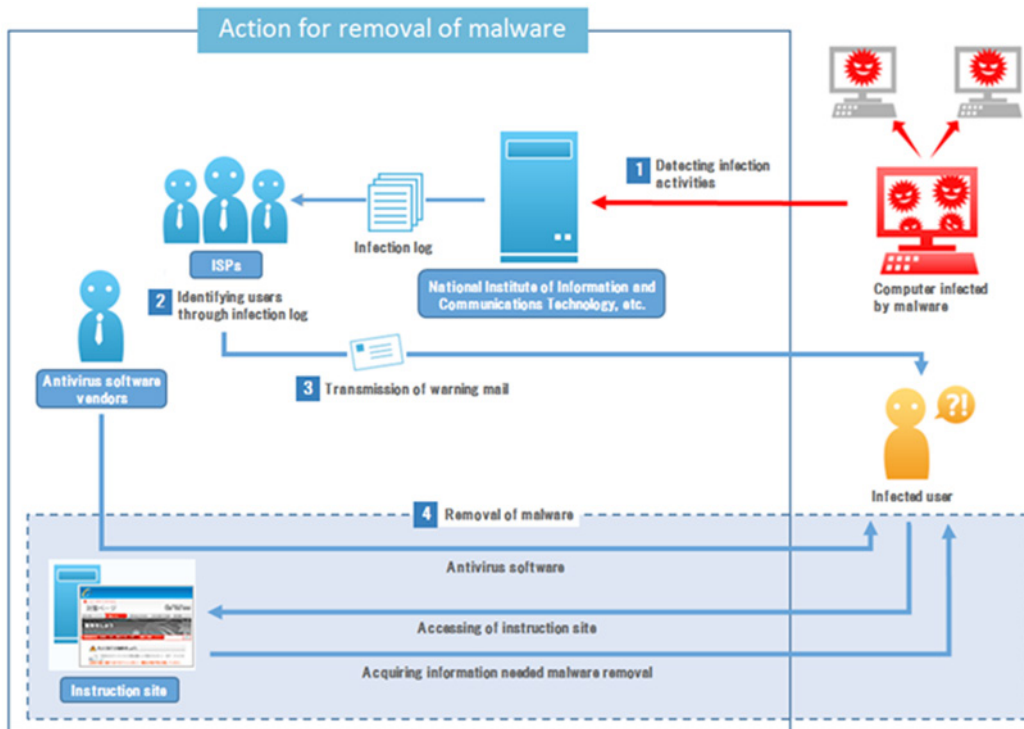 Action for removal of malware
1 Detecting infection
activities
Infection log
ISPs
National Institute of Information and
Communications Technology, etc.
Computer infected
by malware
2 Identifying users
through infection log
Antivirus software
vendors
3 Transmission of warning mail
?!
Infected user
4 Removal of malware
Antivirus software
Accessing of instruction site
Acquiring information needed malware removal
Instruction site